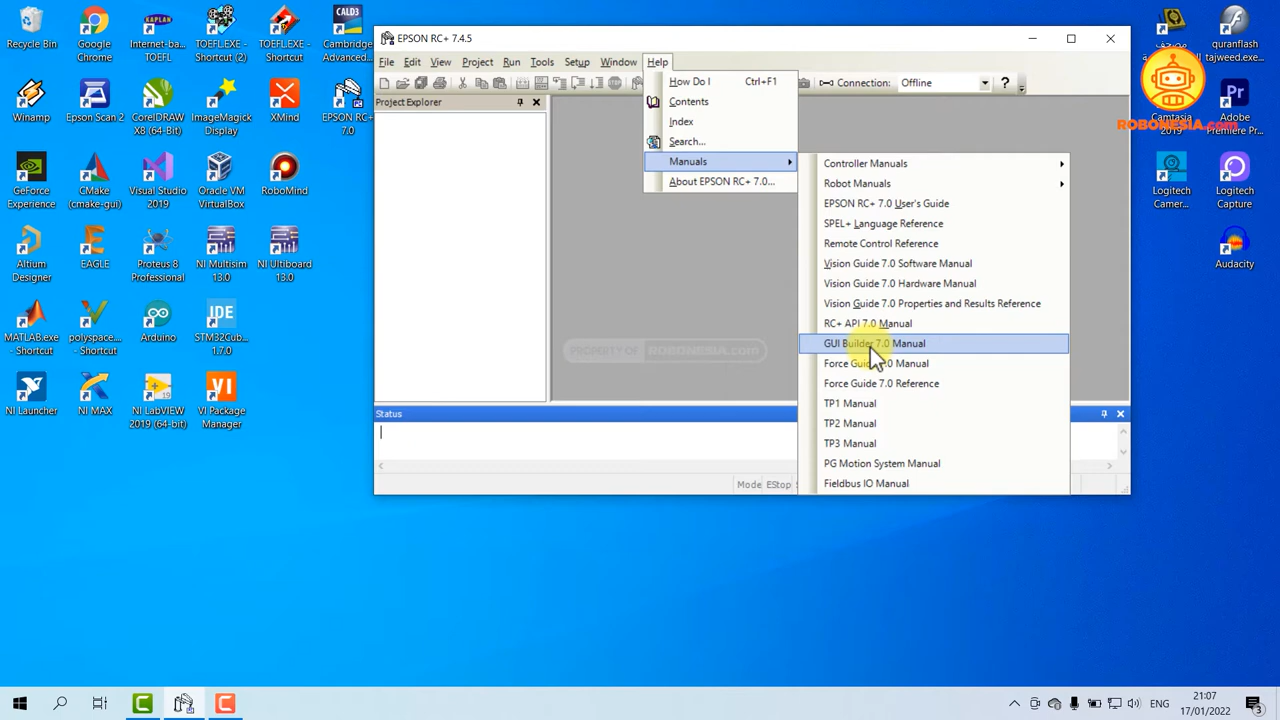 Recycle Bin
Google
Chrome
Internet-ba...
TOEFL
TOEFL.EXE -
Shortcut (2)
TOEFL.EXE -
Shortcut
CALD3
Cambridge
Advanced...
Winamp
Epson Scan 2
CorelDRAW
X8 (64-Bit)
ImageMagick
Display
XMind
EPSON RC+
7.0
GeForce
Experience
CMake
(cmake-gui)
Visual Studio
2019
Oracle VM
VirtualBox
RoboMind
Altium
Designer
EAGLE
Proteus 8
Professional
NI Multisim
13.0
NI Ultiboard
13.0
MATLAB.exe
- Shortcut
polyspace....
- Shortcut
Arduino
IDE
STM32Cub...
1.7.0
NI Launcher
NI MAX
NI LabVIEW
2019 (64-bit)
VI Package
Manager
EPSON RC+ 7.4.5
File Edit View Project Run Tools Setup Window Help
Connection: Offline
Project Explorer
How Do I Ctrl+F1
Contents
Index
Search...
Manuals
About EPSON RC+ 7.0...
Controller Manuals
Robot Manuals
EPSON RC+ 7.0 User's Guide
SPEL+ Language Reference
Remote Control Reference
Vision Guide 7.0 Software Manual
Vision Guide 7.0 Hardware Manual
Vision Guide 7.0 Properties and Results Reference
RC+ API 7.0 Manual
GUI Builder 7.0 Manual
Force Guide 7.0 Manual
Force Guide 7.0 Reference
TP1 Manual
TP2 Manual
TP3 Manual
PG Motion System Manual
Fieldbus IO Manual
PROPERTY OF ROBONESIA.com
Status
Mode EStop
ROBONESIA.com
quranflash
tajweed.exe...
Camtasia
2019
Pr
Adobe
Premiere Pr...
Logitech
Camer...
Logitech
Capture
Audacity
ENG
21:07
17/01/2022
3